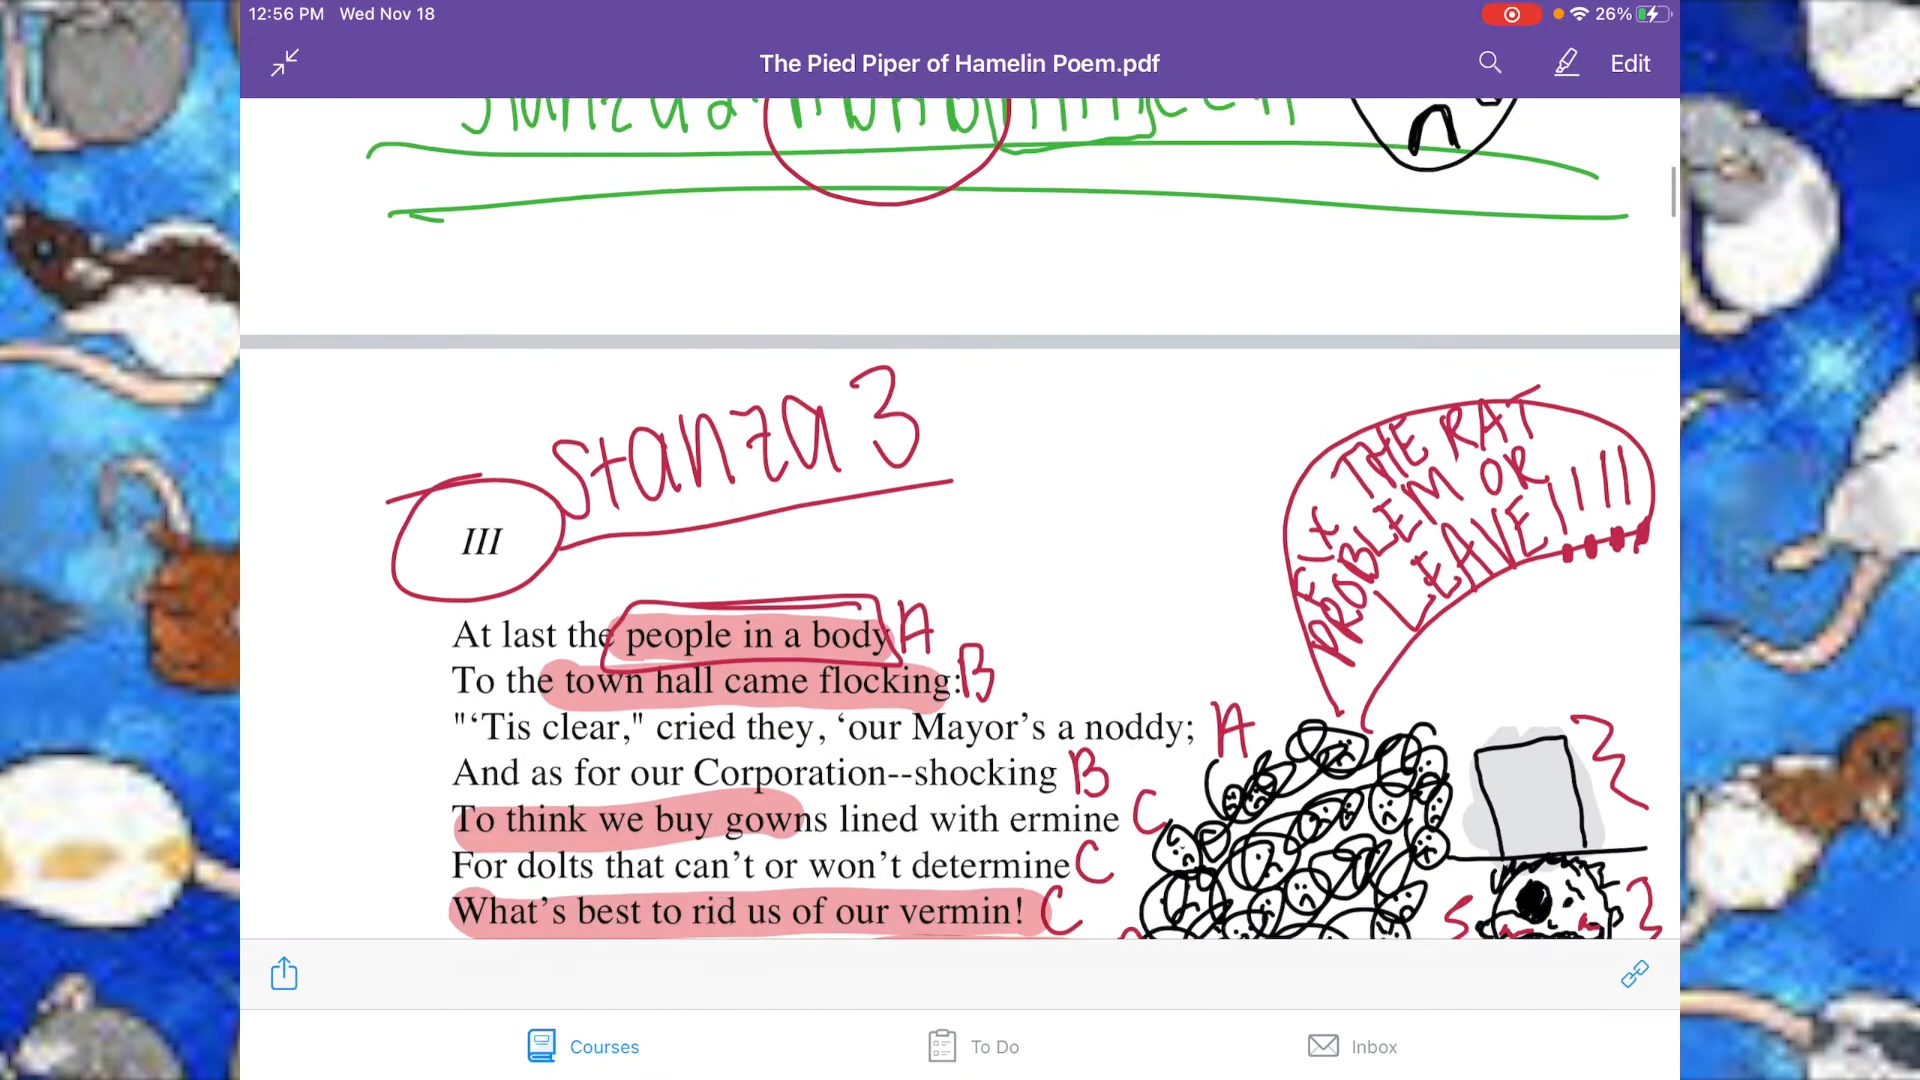 12:56 PM Wed Nov 18
26%
The Pied Piper of Hamelin Poem.pdf
Edit
Stanza 3
III
FIX THE RAT
PROBLEM OR
LEAVE!!!!!
At last the people in a body A
To the town hall came flocking: B
"‘Tis clear," cried they, ‘our Mayor’s a noddy; A
And as for our Corporation--shocking B
To think we buy gowns lined with ermine C
For dolts that can’t or won’t determine C
What’s best to rid us of our vermin! C
Courses
To Do
Inbox